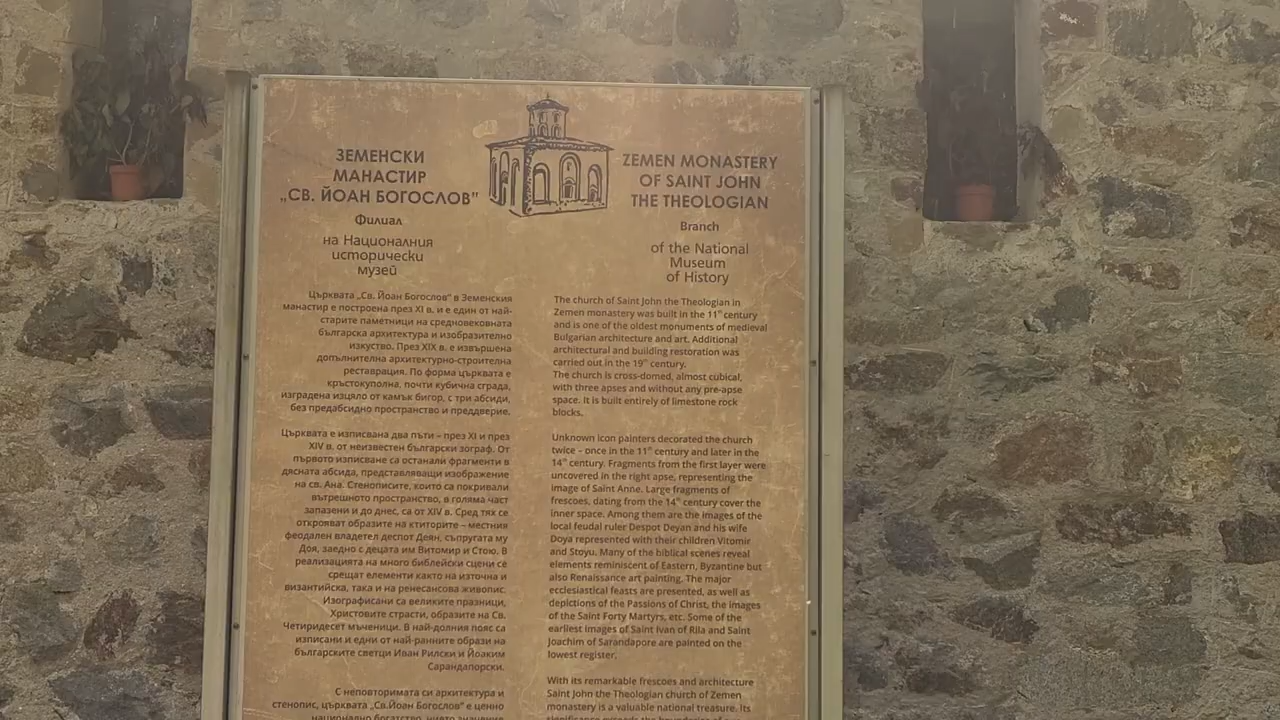 ЗЕМЕНСКИ
МАНАСТИР
„СВ. ЙОАН БОГОСЛОВ"
Филиал
на Националния
исторически
музей
Църквата „Св. Йоан Богослов" в Земенския
манастир е построена през XI в. и е един от най-
старите паметници на средновековната
българска архитектура и изобразително
изкуство. През XIX в. е извършена
допълнителна архитектурно-строителна
реставрация. По форма църквата е
кръстокуполна, почти кубична сграда,
изградена изцяло от камък бигор, с три абсиди,
без предабсидно пространство и преддверие.
Църквата е изписвана два пъти – през XI и през
XIV в. от неизвестен български зограф. От
първото изписване са останали фрагменти в
дясната абсида, представляващи изображение
на св. Ана. Стенописите, които са покривали
вътрешното пространство, в голяма част
запазени и до днес, са от XIV в. Сред тях се
открояват образите на ктиторите – местния
феодален владетел деспот Деян, съпругата му
Доя, заедно с децата им Витомир и Стою. В
реализацията на много библейски сцени се
срещат елементи както на източна и
византийска, така и на ренесансова живопис.
Изографисани са великите празници,
Христовите страсти, образите на Св.
Четиридесет мъченици. В най-долния пояс са
изписани и едни от най-ранните образи на
българските светци Иван Рилски и Йоаким
Сарандапорски.
С неповторимата си архитектура и
стенопис, църквата „Св.Йоан Богослов" е ценно
национално богатство, чието значение
ZEMEN MONASTERY
OF SAINT JOHN
THE THEOLOGIAN
Branch
of the National
Museum
of History
The church of Saint John the Theologian in
Zemen monastery was built in the 11th century
and is one of the oldest monuments of medieval
Bulgarian architecture and art. Additional
architectural and building restoration was
carried out in the 19th century.
The church is cross-domed, almost cubical,
with three apses and without any pre-apse
space. It is built entirely of limestone rock
blocks.
Unknown icon painters decorated the church
twice – once in the 11th century and later in the
14th century. Fragments from the first layer were
uncovered in the right apse, representing the
image of Saint Anne. Large fragments of
frescoes, dating from the 14th century cover the
inner space. Among them are the images of the
local feudal ruler Despot Deyan and his wife
Doya represented with their children Vitomir
and Stoyu. Many of the biblical scenes reveal
elements reminiscent of Eastern, Byzantine but
also Renaissance art painting. The major
ecclesiastical feasts are presented, as well as
depictions of the Passions of Christ, the images
of the Saint Forty Martyrs, etc. Some of the
earliest images of Saint Ivan of Rila and Saint
Joachim of Sarandapore are painted on the
lowest register.
With its remarkable frescoes and architecture
Saint John the Theologian church of Zemen
monastery is a valuable national treasure. Its